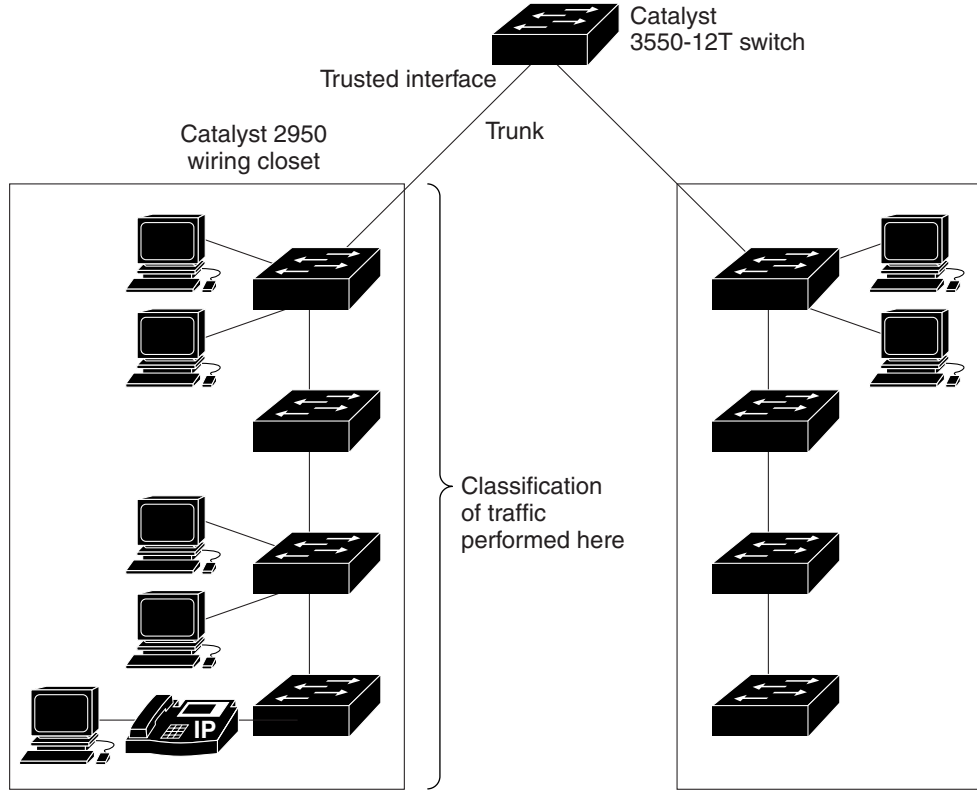 Catalyst
3550-12T switch
Trusted interface
Trunk
Catalyst 2950
wiring closet
Classification
of traffic
performed here
IP